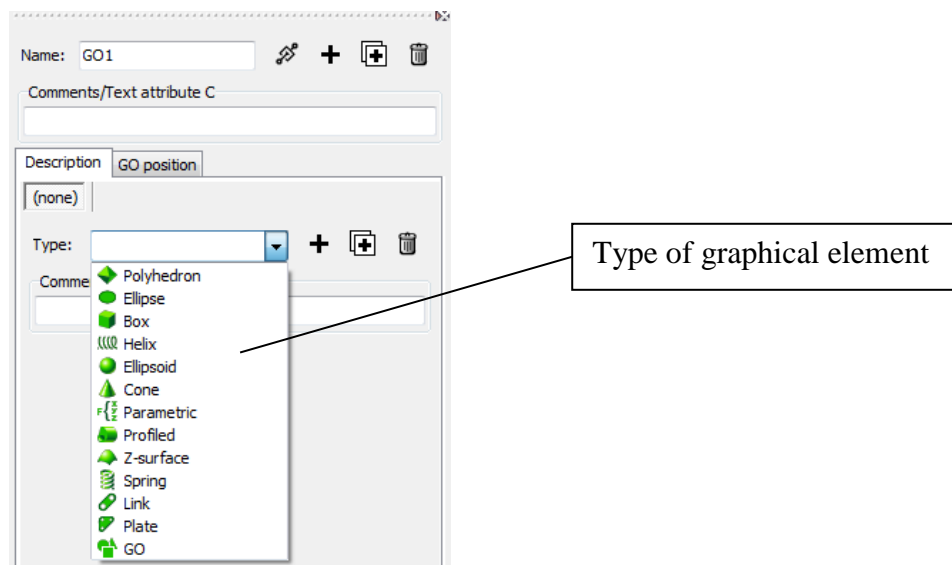 Name: GO1
Comments/Text attribute C
Description GO position
(none)
Type:
Comme
Polyhedron
Ellipse
Box
Helix
Ellipsoid
Cone
Parametric
Profiled
Z-surface
Spring
Link
Plate
GO
Type of graphical element